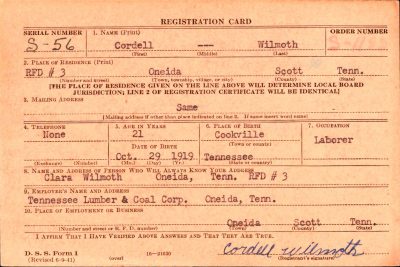 REGISTRATION CARD
SERIAL NUMBER 1. NAME (Print) ORDER NUMBER
S-56 Cordell --- Wilmoth
(First) (Middle) (Last)
2. PLACE OF RESIDENCE (Print)
RFD # 3 Oneida Scott Tenn.
(Number and street) (Town, township, village, or city) (County) (State)
[THE PLACE OF RESIDENCE GIVEN ON THE LINE ABOVE WILL DETERMINE LOCAL BOARD
JURISDICTION; LINE 2 OF REGISTRATION CERTIFICATE WILL BE IDENTICAL]
3. MAILING ADDRESS
Same
[Mailing address if other than place indicated on line 2. If same insert word same]
4. TELEPHONE 5. AGE IN YEARS 6. PLACE OF BIRTH 7. OCCUPATION
None 21 Cookville Laborer
DATE OF BIRTH (Town or county)
Oct. 29 1919 Tennessee
(Exchange) (Number) (Mo.) (Day) (Yr.) (State or country)
8. NAME AND ADDRESS OF PERSON WHO WILL ALWAYS KNOW YOUR ADDRESS
Clara Wilmoth Oneida, Tenn. RFD # 3
9. EMPLOYER'S NAME AND ADDRESS
Tennessee Lumber & Coal Corp. Oneida, Tenn.
10. PLACE OF EMPLOYMENT OR BUSINESS
Oneida Scott Tenn.
(Number and street or R. F. D. number) (Town) (County) (State)
I AFFIRM THAT I HAVE VERIFIED ABOVE ANSWERS AND THAT THEY ARE TRUE.
D. S. S. Form 1 Cordell Wilmoth
(Revised 6-9-41) (over) 16-21630 (Registrant's signature)